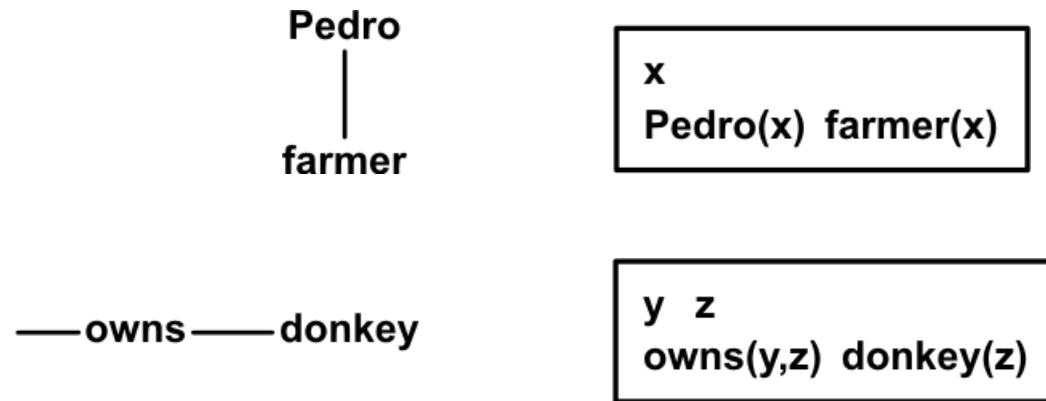 Pedro
farmer
x
Pedro(x) farmer(x)
owns donkey
y z
owns(y,z) donkey(z)